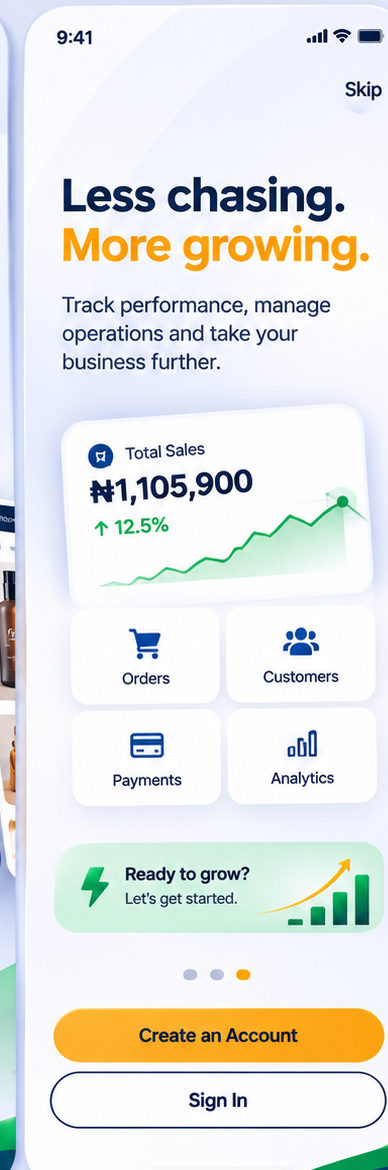 9:41
Skip
Less chasing.
More growing.
Track performance, manage
operations and take your
business further.
Total Sales
₦1,105,900
↑ 12.5%
Orders
Customers
Payments
Analytics
Ready to grow?
Let's get started.
Create an Account
Sign In